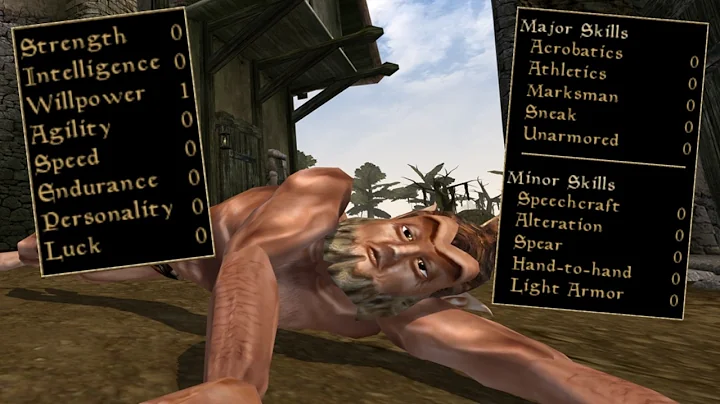 Strength 0
Intelligence 0
Willpower 1
Agility 0
Speed 0
Endurance 0
Personality 0
Luck 0
Major Skills
Acrobatics 0
Athletics 0
Marksman 0
Sneak 0
Unarmored 0
Minor Skills
Speechcraft 0
Alteration 0
Spear 0
Hand-to-hand 0
Light Armor 0